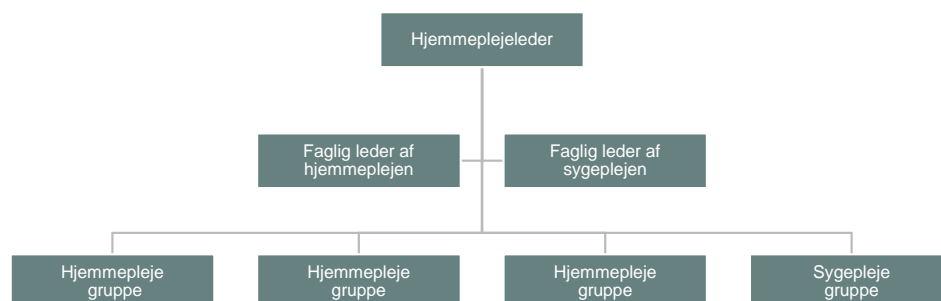 Hjemmeplejeleder
Faglig leder af
hjemmeplejen
Faglig leder af
sygeplejen
Hjemmepleje
gruppe
Hjemmepleje
gruppe
Hjemmepleje
gruppe
Sygepleje
gruppe